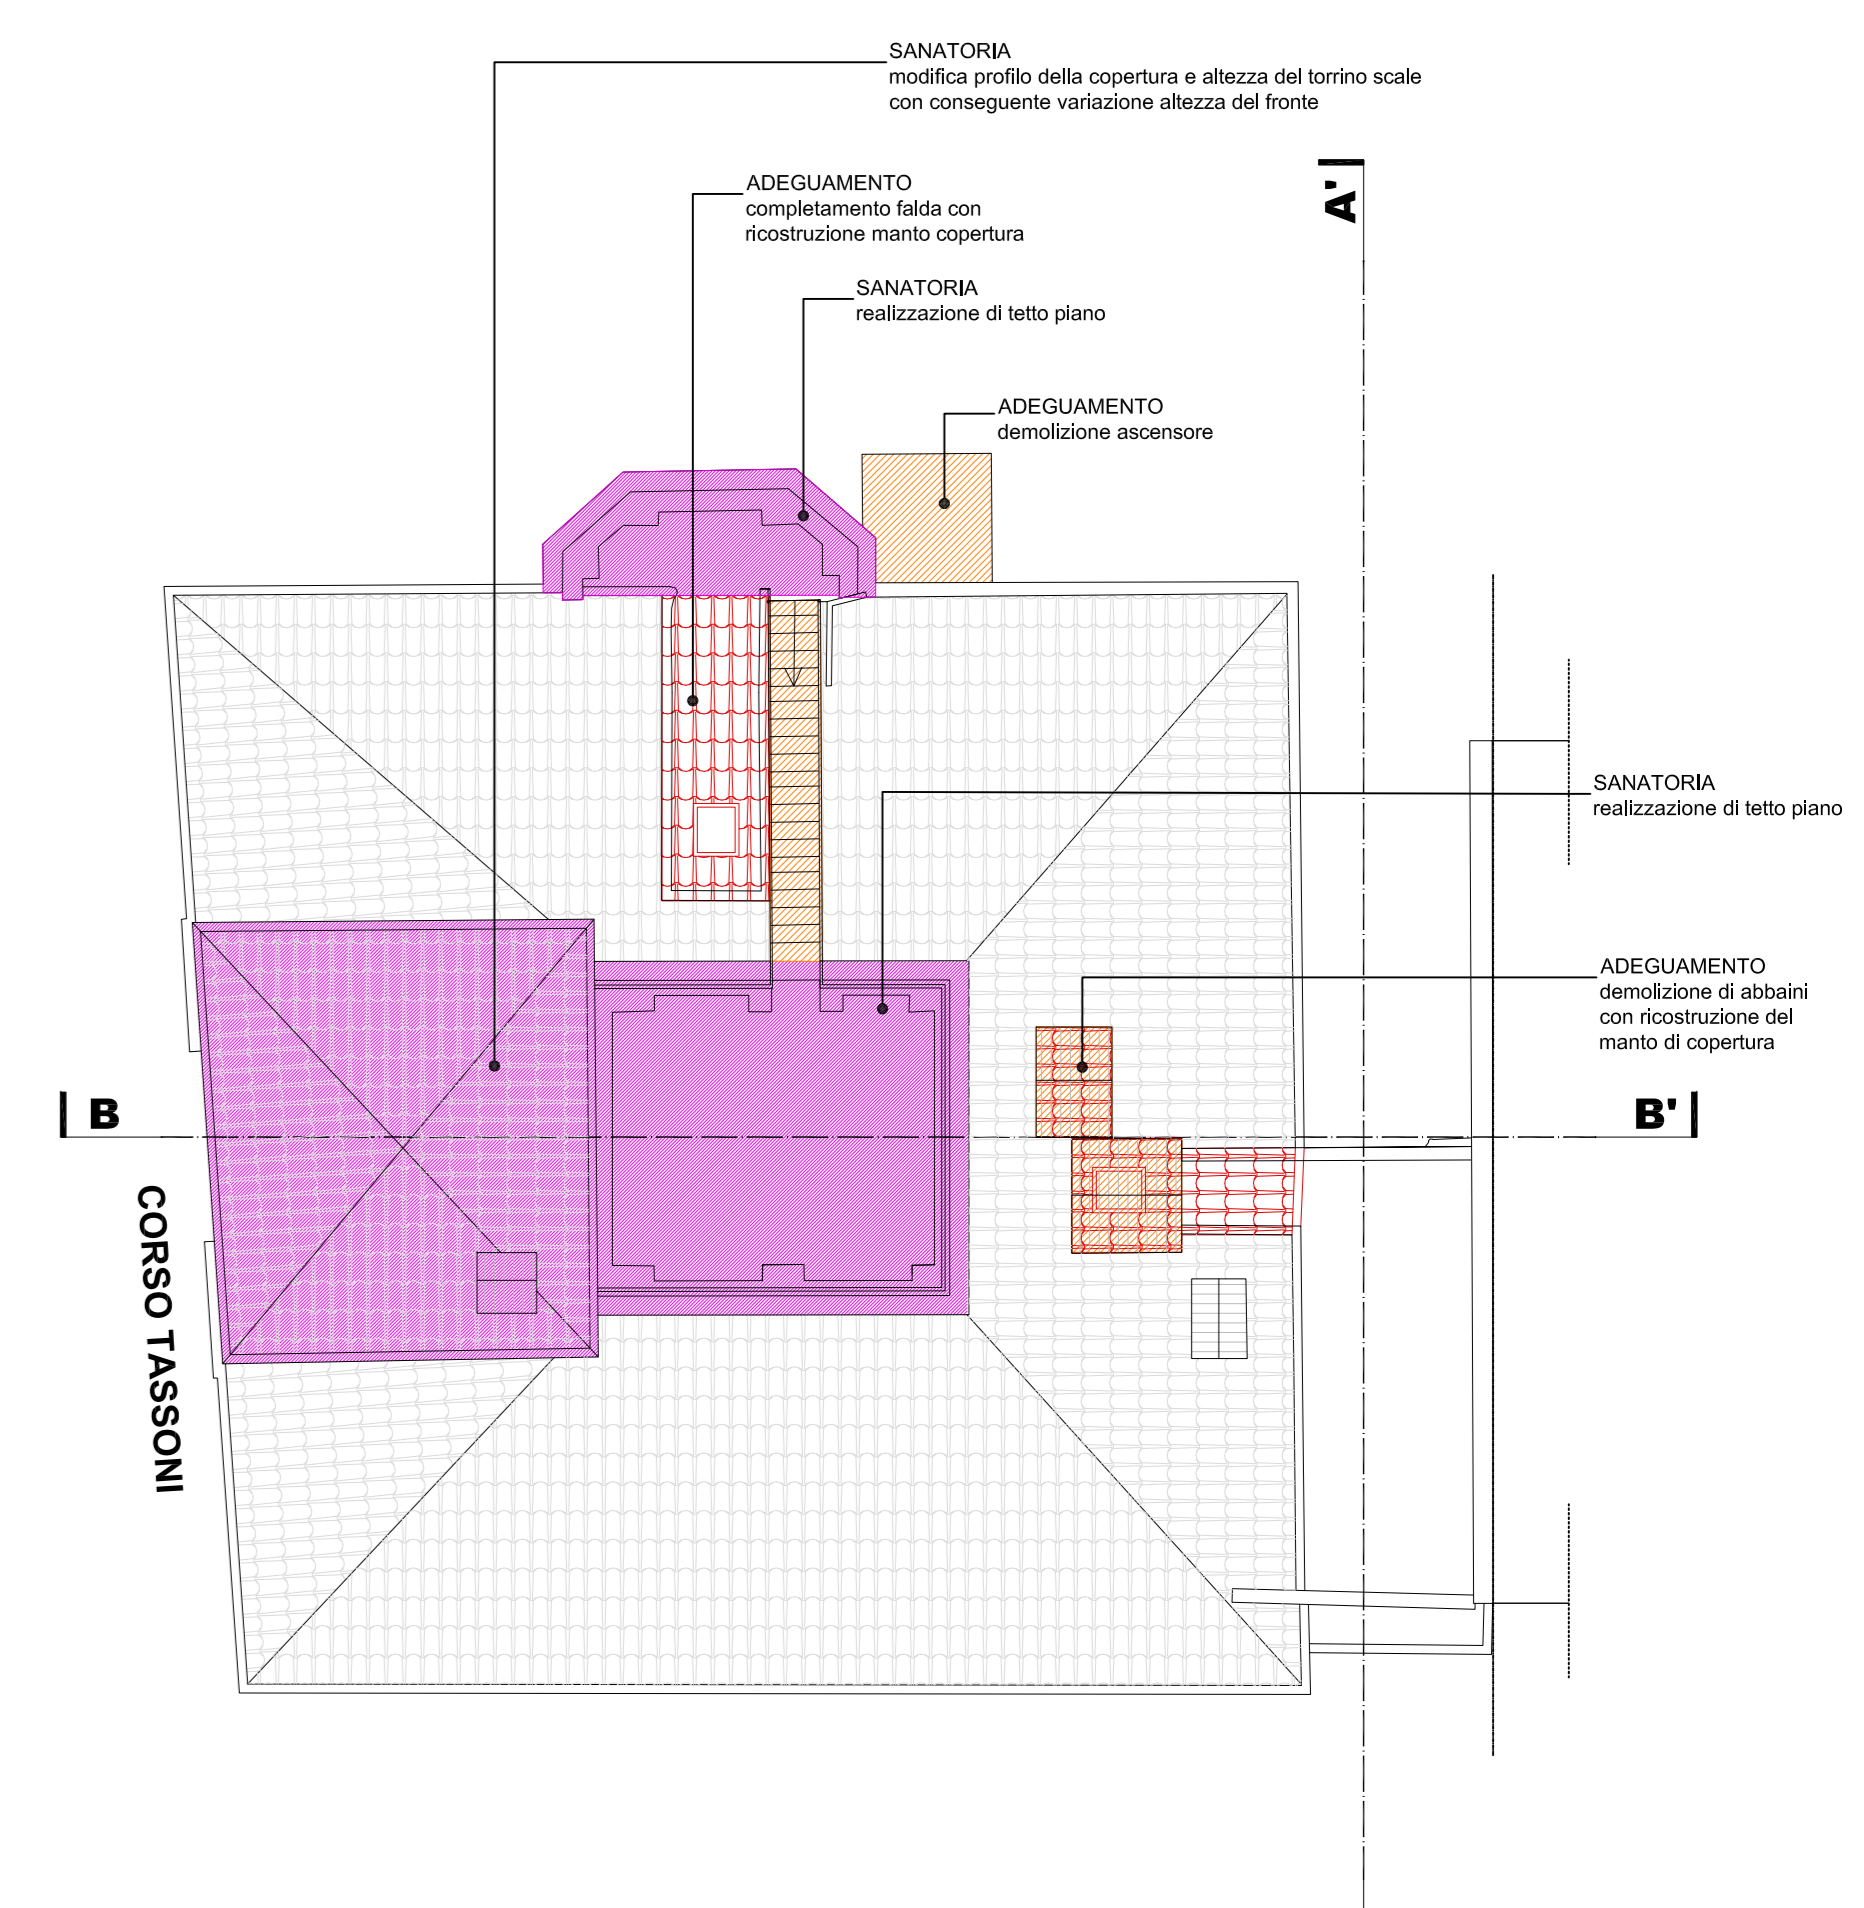 SANATORIA
modifica profilo della copertura e altezza del torrino scale
con conseguente variazione altezza del fronte
A'
ADEGUAMENTO
completamento falda con
ricostruzione manto copertura
SANATORIA
realizzazione di tetto piano
ADEGUAMENTO
demolizione ascensore
SANATORIA
realizzazione di tetto piano
ADEGUAMENTO
demolizione di abbaini
con ricostruzione del
manto di copertura
B
B'
CORSO TASSONI